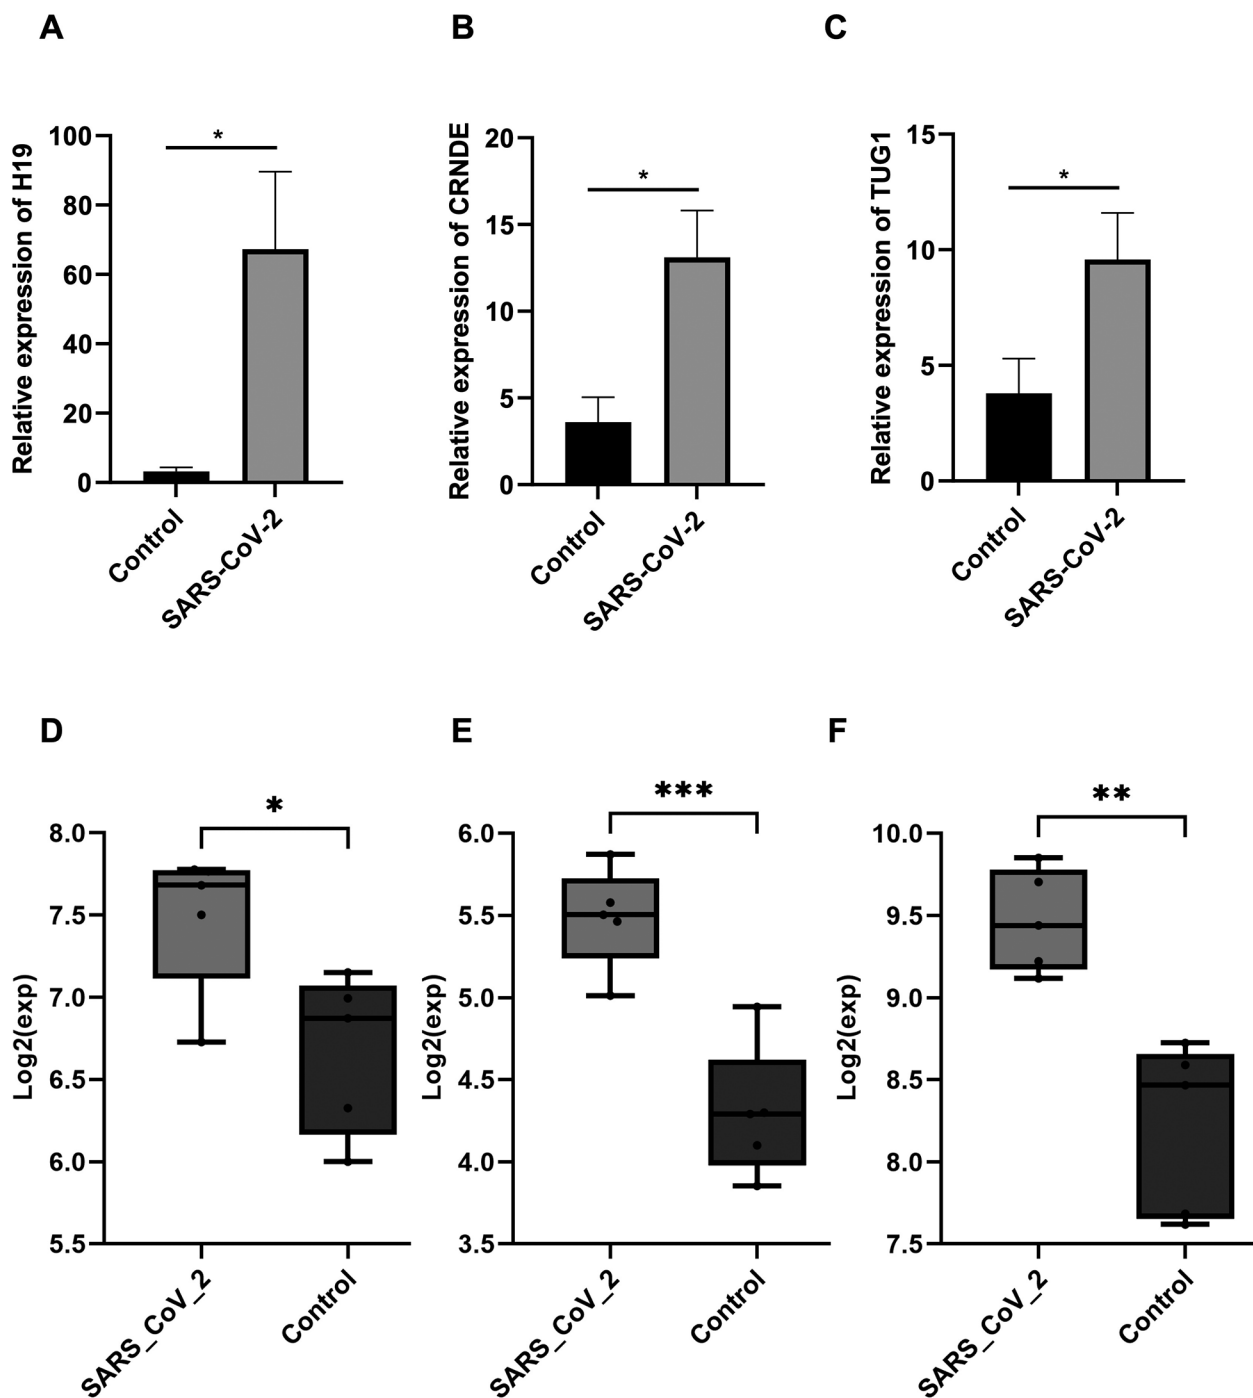 A
B
C
Relative expression of H19
100
80
60
40
20
0
*
Control
SARS-CoV-2
Relative expression of CRNDE
20
15
10
5
0
*
Control
SARS-CoV-2
Relative expression of TUG1
15
10
5
0
*
Control
SARS-CoV-2
D
E
F
Log2(exp)
8.0
7.5
7.0
6.5
6.0
5.5
*
SARS_CoV_2
Control
Log2(exp)
6.0
5.5
5.0
4.5
4.0
3.5
***
SARS_CoV_2
Control
Log2(exp)
10.0
9.5
9.0
8.5
8.0
7.5
**
SARS_CoV_2
Control